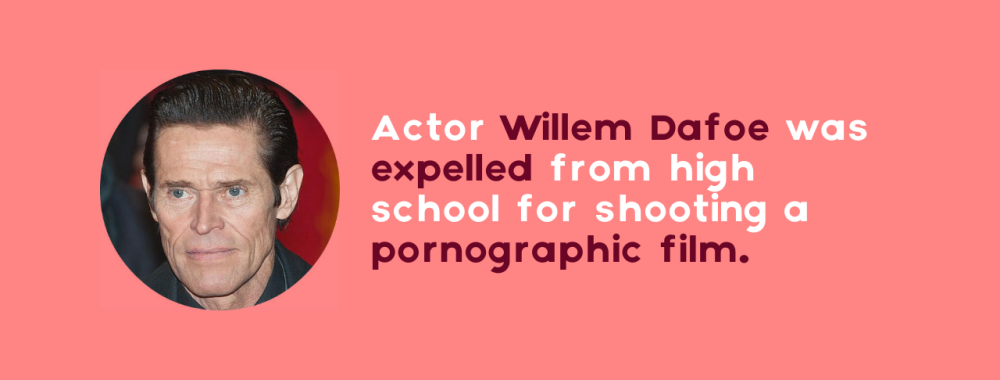 Actor Willem Dafoe was
expelled from high
school for shooting a
pornographic film.